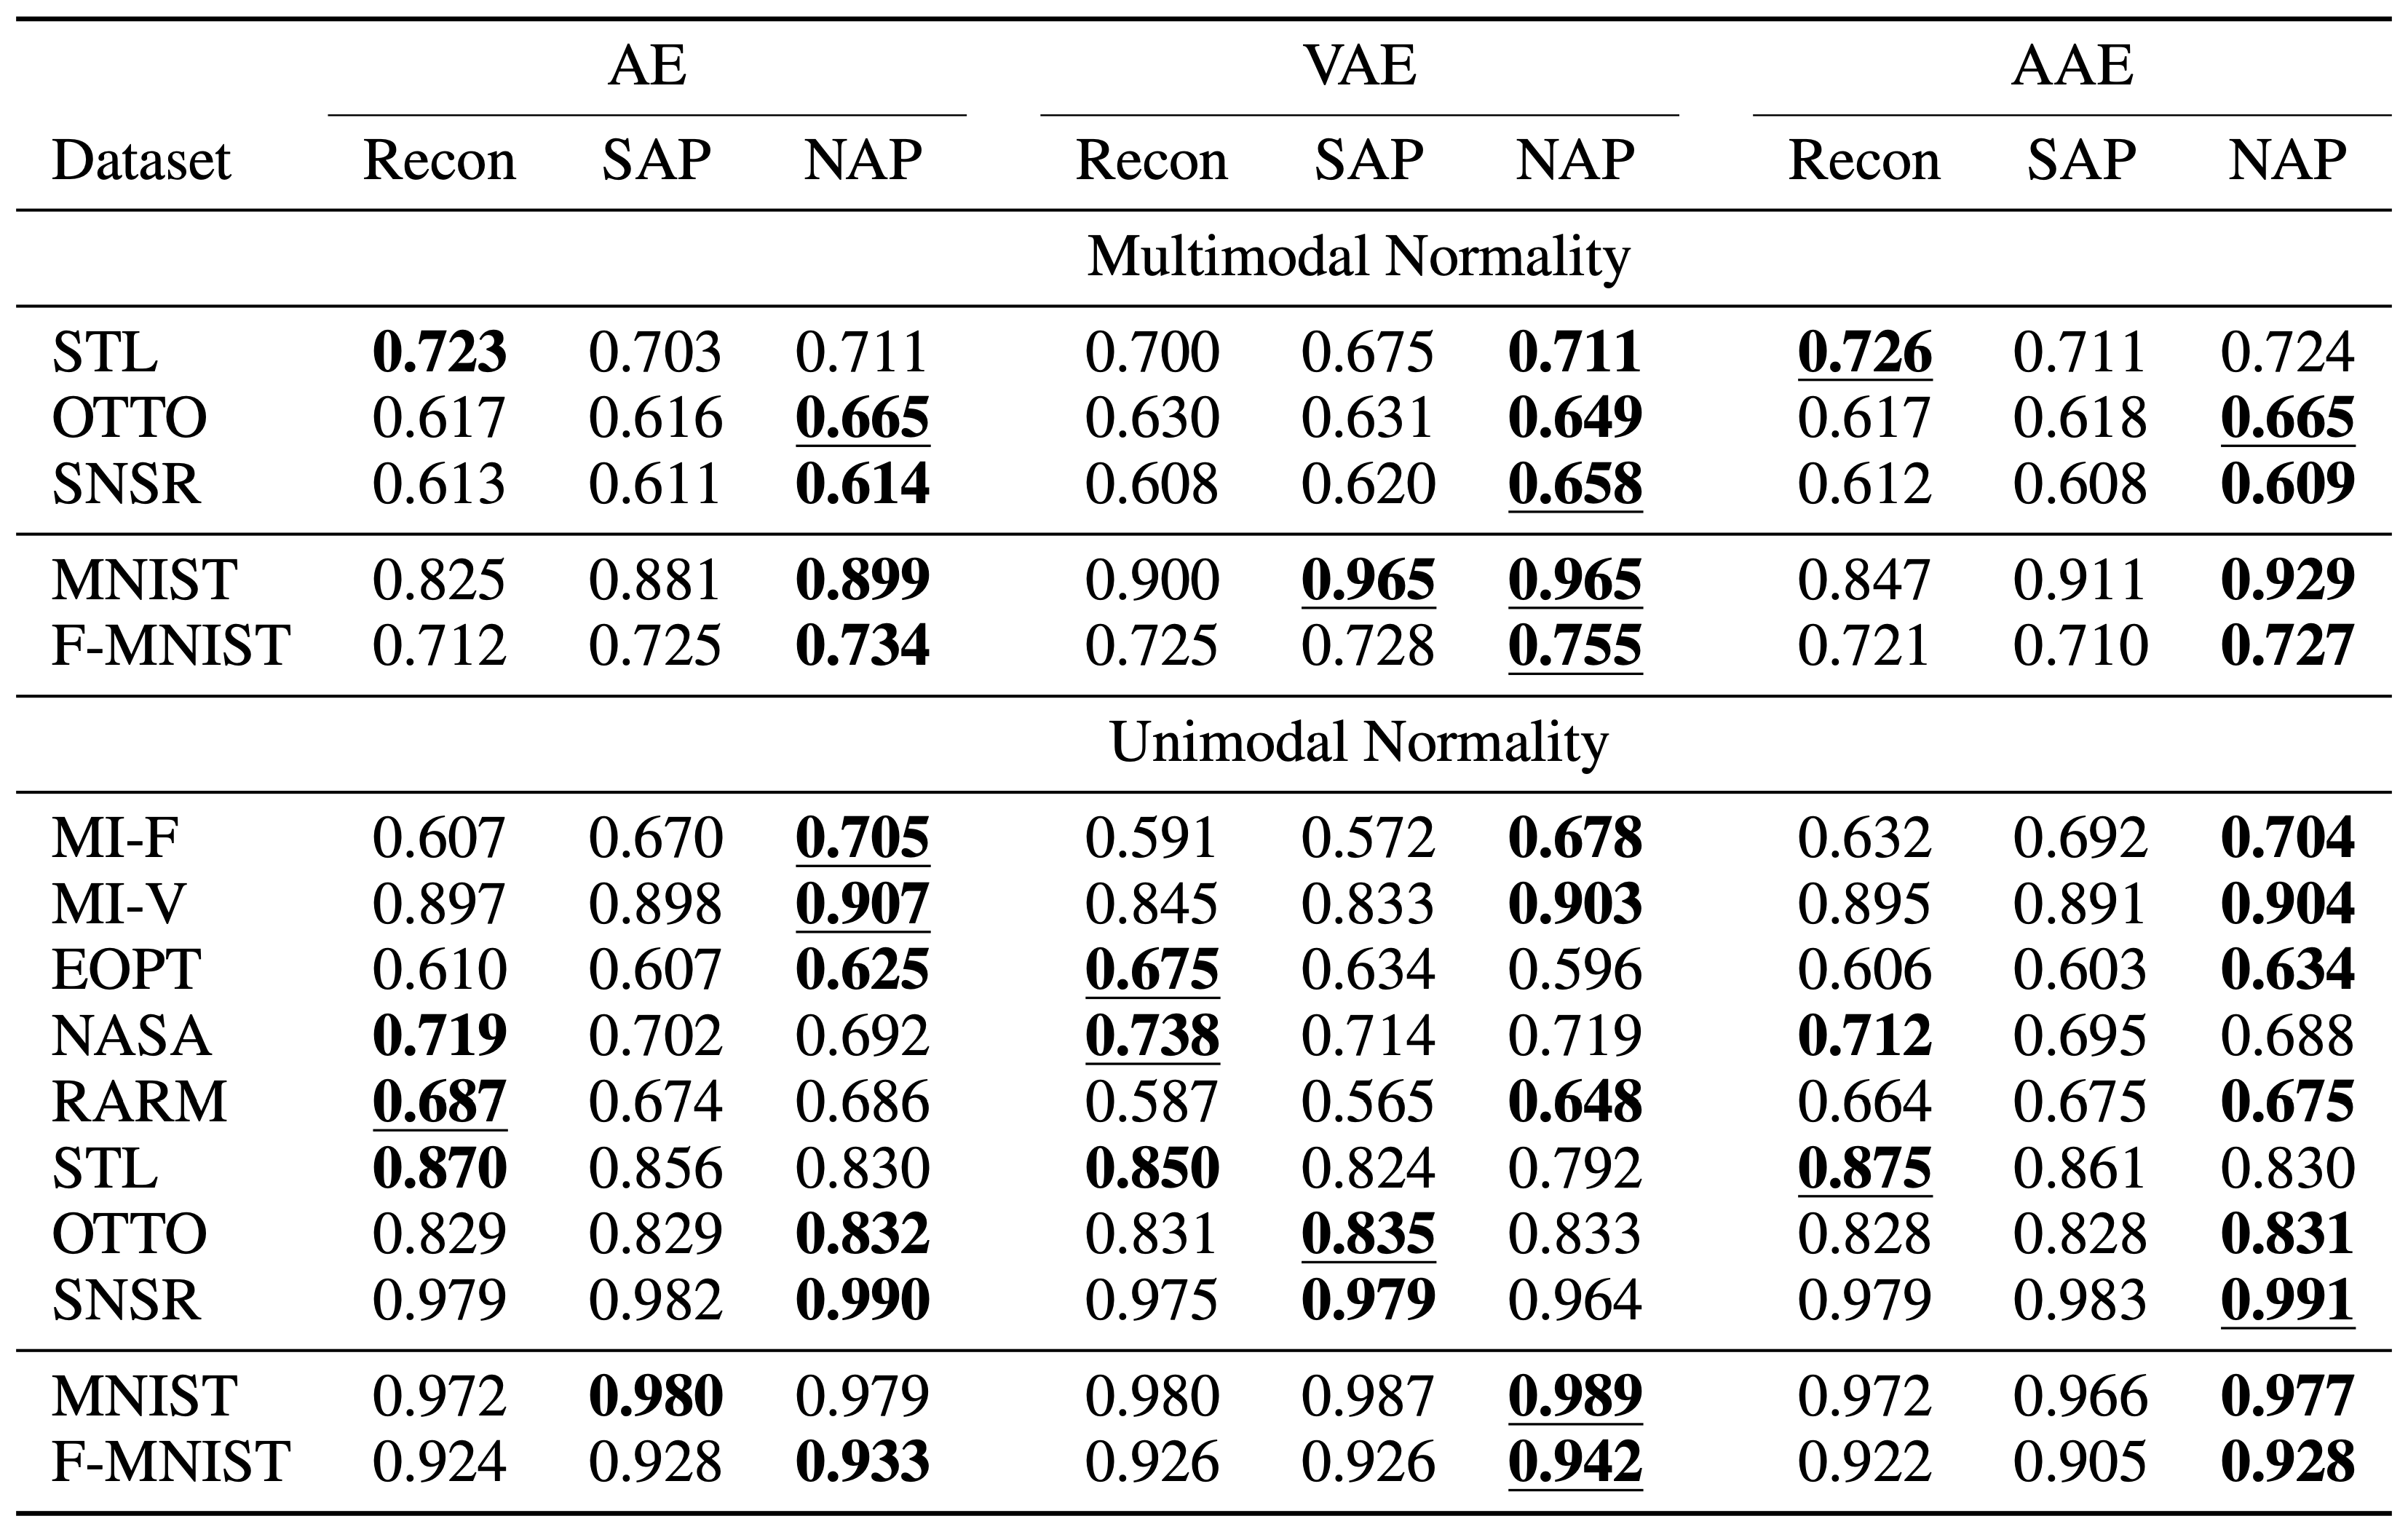 AE VAE AAE
Dataset Recon SAP NAP Recon SAP NAP Recon SAP NAP
Multimodal Normality
STL 0.723 0.703 0.711 0.700 0.675 0.711 0.726 0.711 0.724
OTTO 0.617 0.616 0.665 0.630 0.631 0.649 0.617 0.618 0.665
SNSR 0.613 0.611 0.614 0.608 0.620 0.658 0.612 0.608 0.609
MNIST 0.825 0.881 0.899 0.900 0.965 0.965 0.847 0.911 0.929
F-MNIST 0.712 0.725 0.734 0.725 0.728 0.755 0.721 0.710 0.727
Unimodal Normality
MI-F 0.607 0.670 0.705 0.591 0.572 0.678 0.632 0.692 0.704
MI-V 0.897 0.898 0.907 0.845 0.833 0.903 0.895 0.891 0.904
EOPT 0.610 0.607 0.625 0.675 0.634 0.596 0.606 0.603 0.634
NASA 0.719 0.702 0.692 0.738 0.714 0.719 0.712 0.695 0.688
RARM 0.687 0.674 0.686 0.587 0.565 0.648 0.664 0.675 0.675
STL 0.870 0.856 0.830 0.850 0.824 0.792 0.875 0.861 0.830
OTTO 0.829 0.829 0.832 0.831 0.835 0.833 0.828 0.828 0.831
SNSR 0.979 0.982 0.990 0.975 0.979 0.964 0.979 0.983 0.991
MNIST 0.972 0.980 0.979 0.980 0.987 0.989 0.972 0.966 0.977
F-MNIST 0.924 0.928 0.933 0.926 0.926 0.942 0.922 0.905 0.928